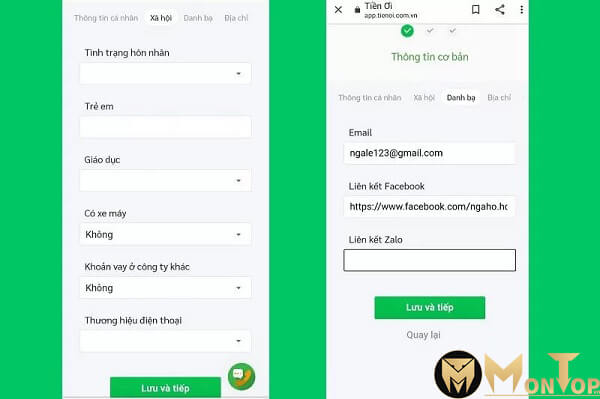 Thông tin cá nhân Xã hội Danh bạ Địa chỉ
Tình trạng hôn nhân
Trẻ em
Giáo dục
Có xe máy
Không
Khoản vay ở công ty khác
Không
Thương hiệu điện thoại
Lưu và tiếp
Tiền Ơi
app.tienoi.com.vn
Thông tin cơ bản
Thông tin cá nhân Xã hội Danh bạ Địa chỉ
Email
ngale123@gmail.com
Liên kết Facebook
https://www.facebook.com/ngaho.hc
Liên kết Zalo
Lưu và tiếp
Quay lại
MonTop